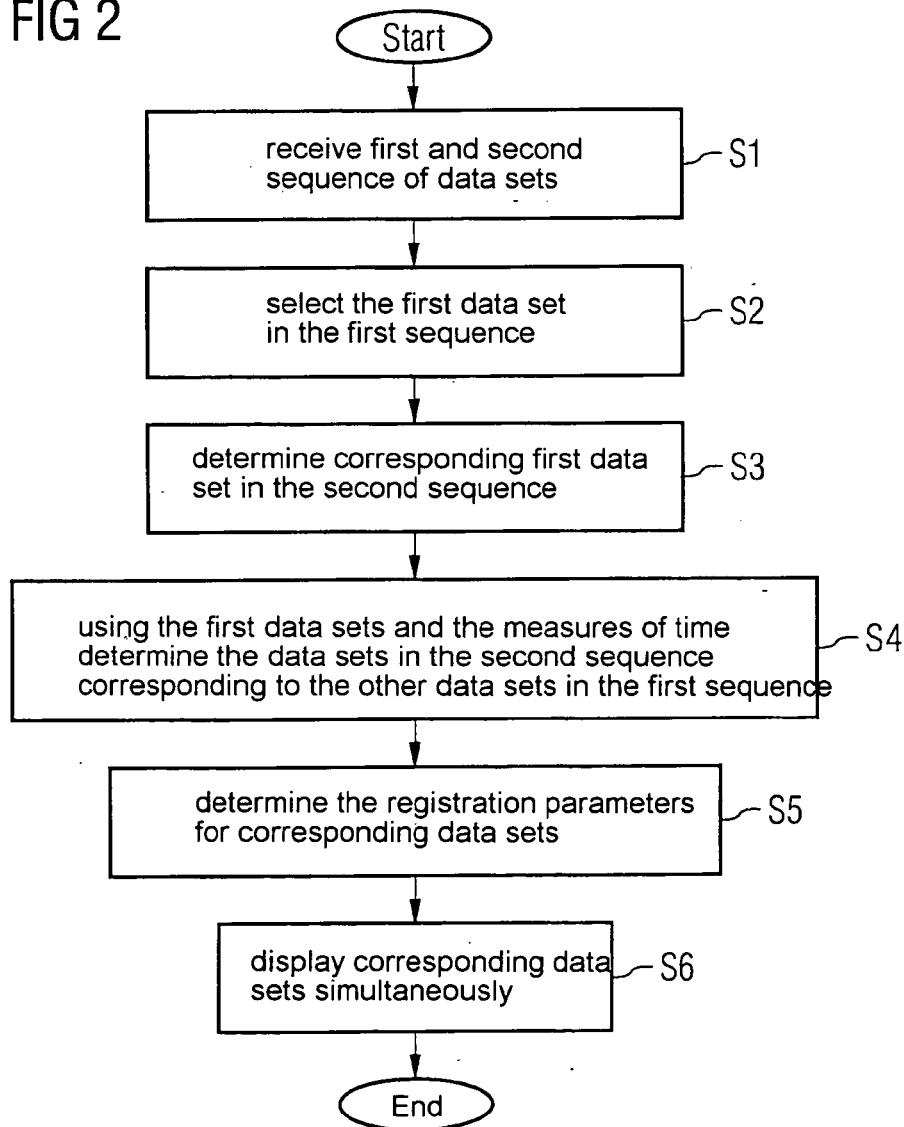 FIG 2
Start
receive first and second
sequence of data sets
S1
select the first data set
in the first sequence
S2
determine corresponding first data
set in the second sequence
S3
using the first data sets and the measures of time
determine the data sets in the second sequence
corresponding to the other data sets in the first sequence
S4
determine the registration parameters
for corresponding data sets
S5
display corresponding data
sets simultaneously
S6
End